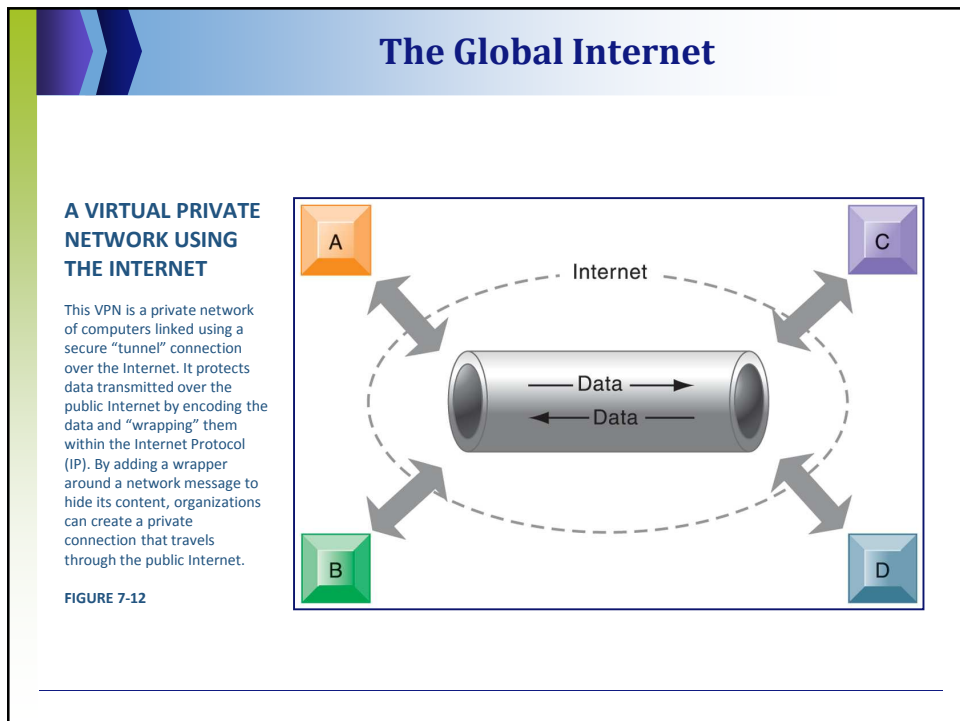 The Global Internet
A VIRTUAL PRIVATE
NETWORK USING
THE INTERNET
This VPN is a private network
of computers linked using a
secure “tunnel” connection
over the Internet. It protects
data transmitted over the
public Internet by encoding the
data and “wrapping” them
within the Internet Protocol
(IP). By adding a wrapper
around a network message to
hide its content, organizations
can create a private
connection that travels
through the public Internet.
FIGURE 7-12
A
C
Internet
Data
Data
B
D